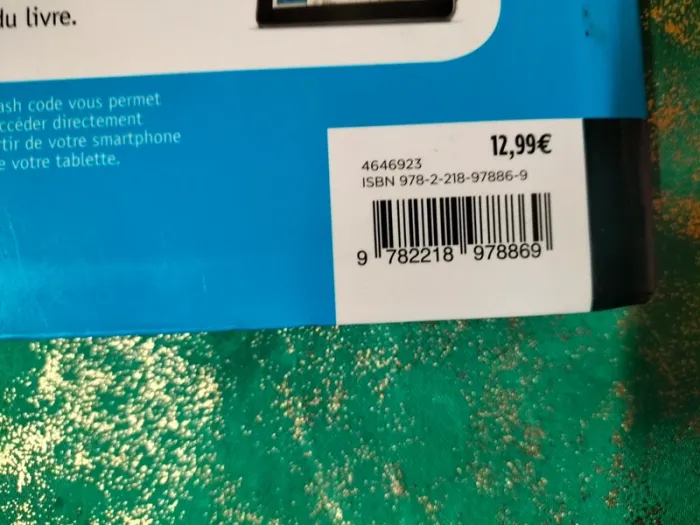 du livre.
ash code vous permet
ccéder directement
rtir de votre smartphone
e votre tablette.
12,99€
4646923
ISBN 978-2-218-97886-9
9 782218 978869